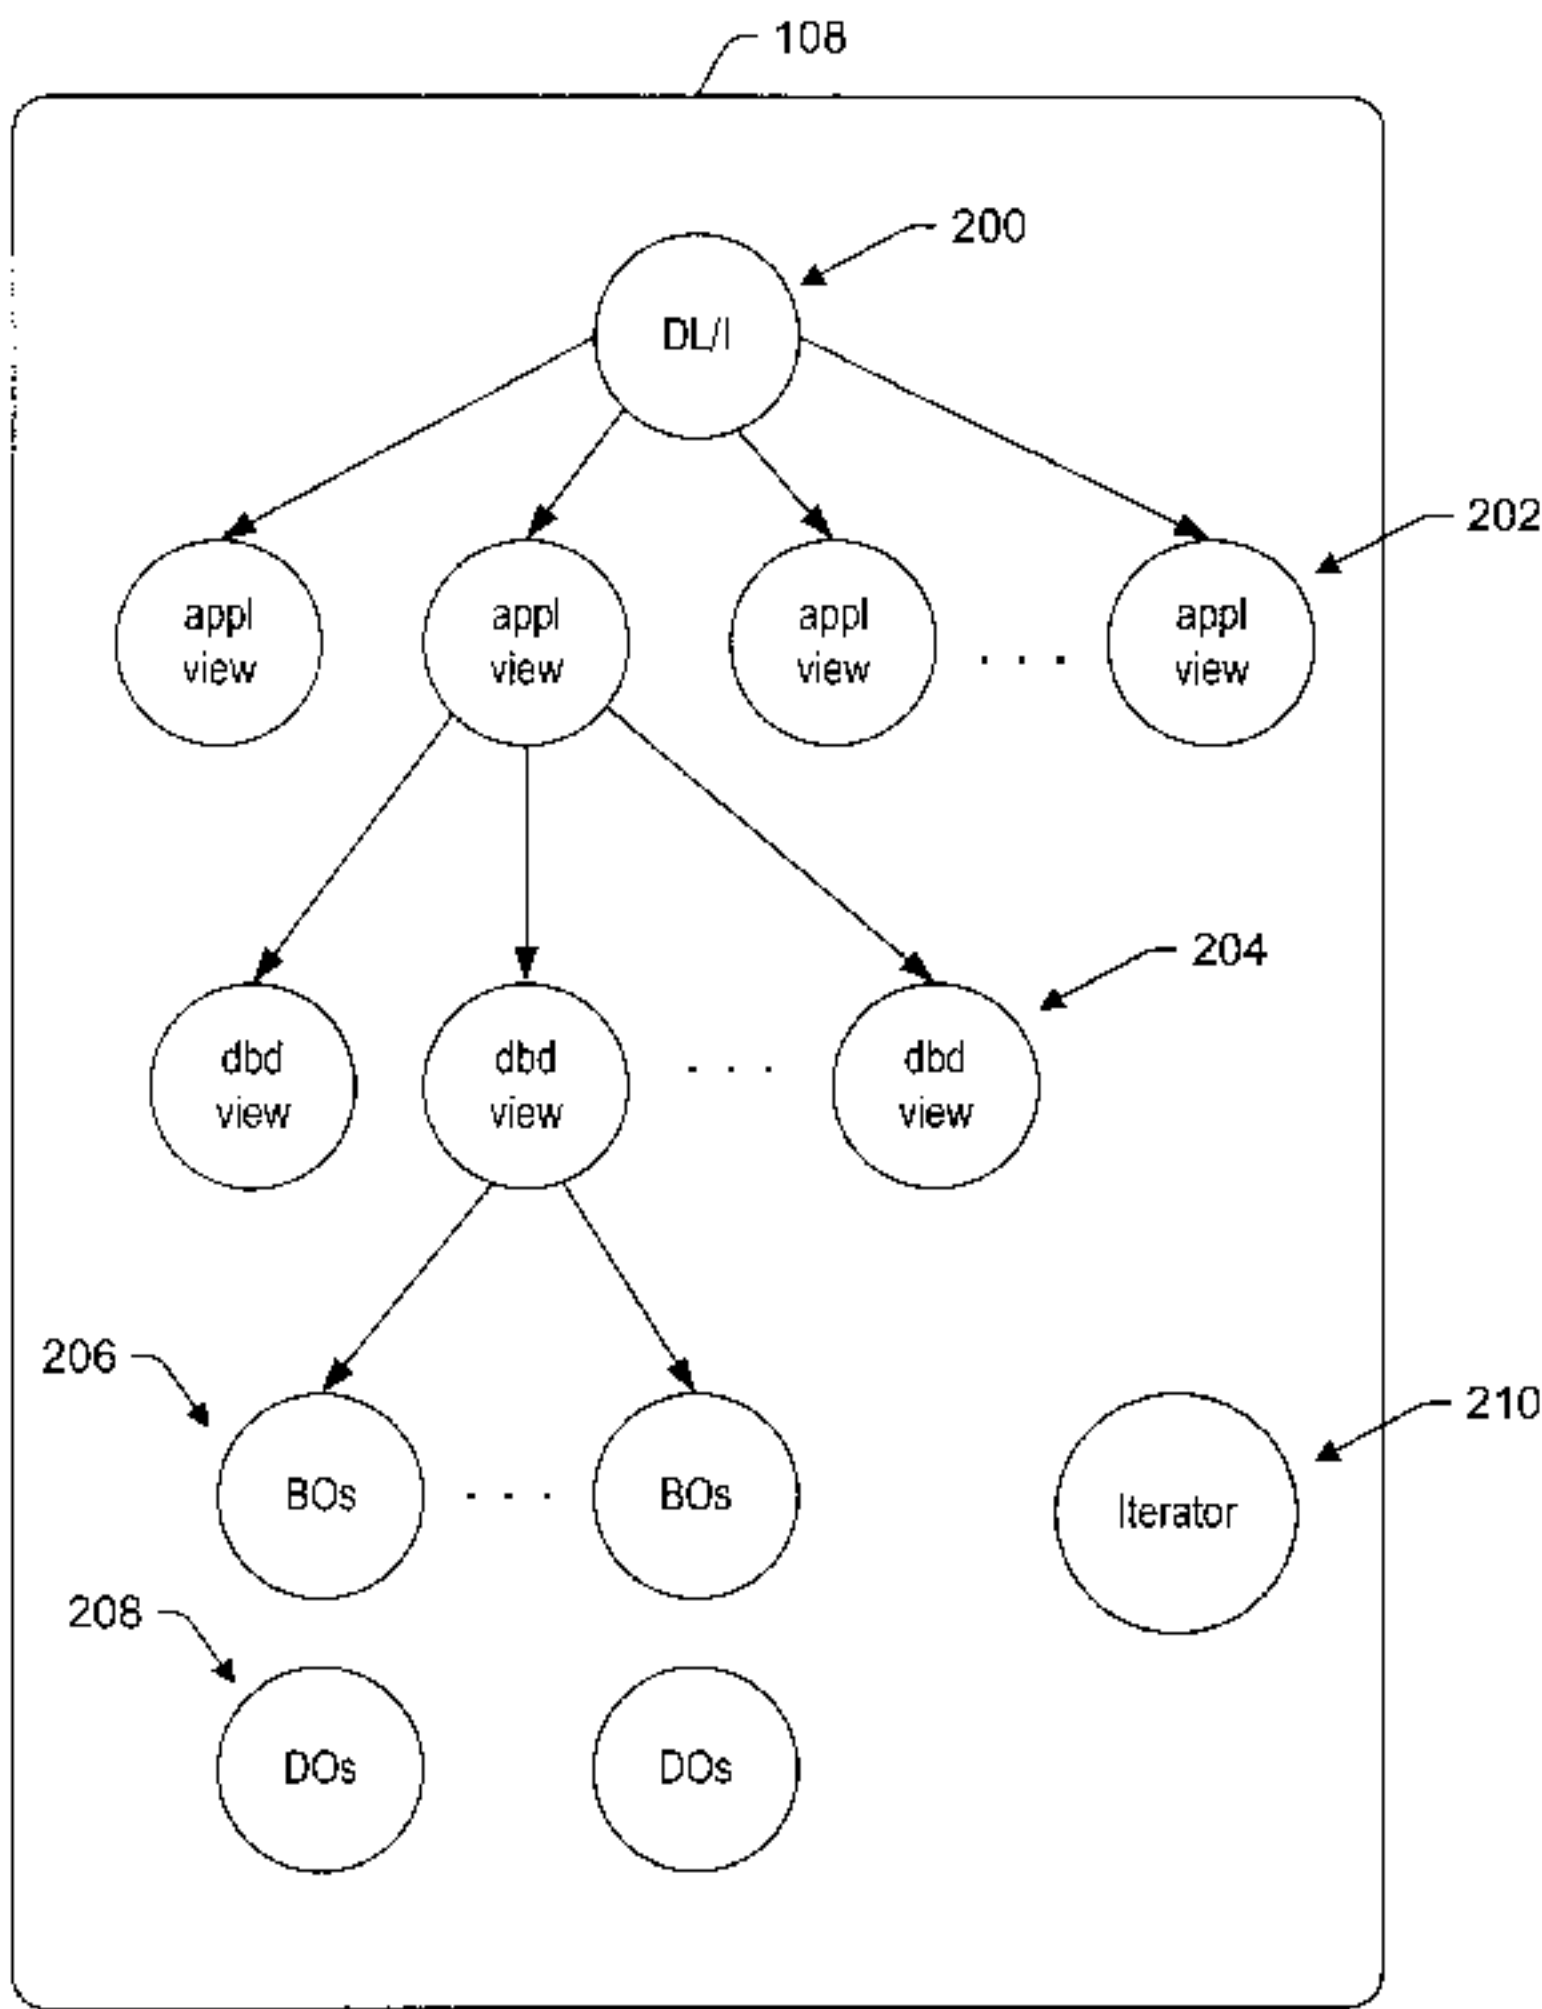 108
200
DL/I
202
appl
view
appl
view
appl
view
. . .
appl
view
204
dbd
view
dbd
view
. . .
dbd
view
206
210
BOs
. . .
BOs
Iterator
208
DOs
DOs